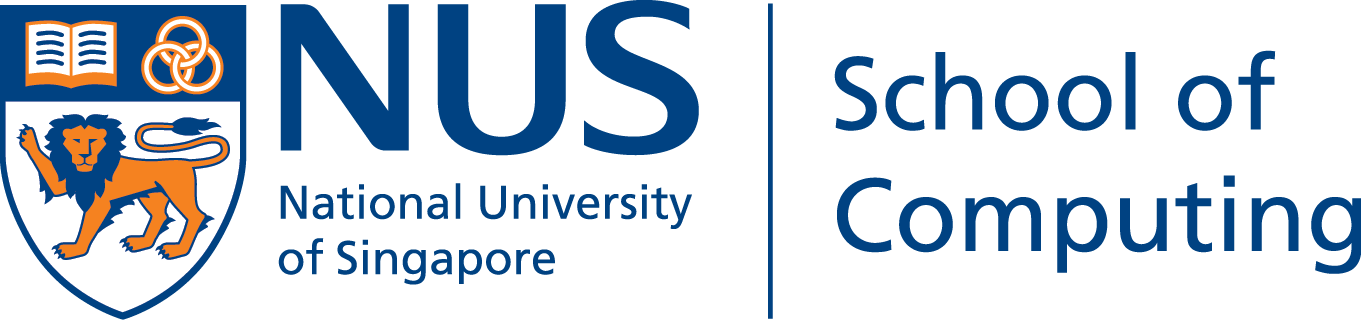 NUS
National University
of Singapore
School of
Computing